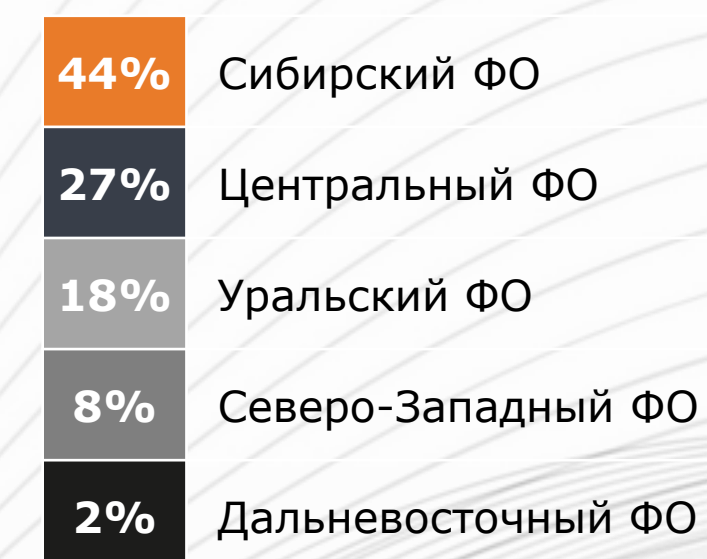 44% Сибирский ФО
27% Центральный ФО
18% Уральский ФО
8% Северо-Западный ФО
2% Дальневосточный ФО